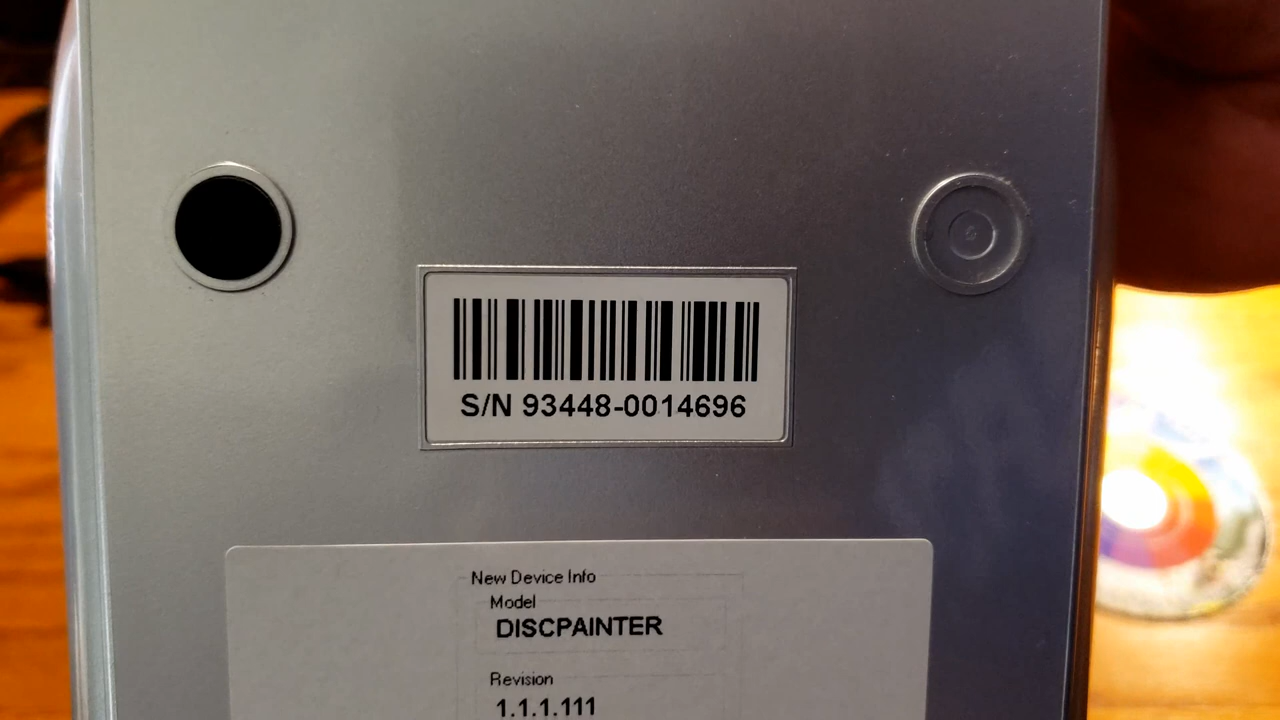 S/N 93448-0014696
New Device Info
Model
DISCPAINTER
Revision
1.1.1.111